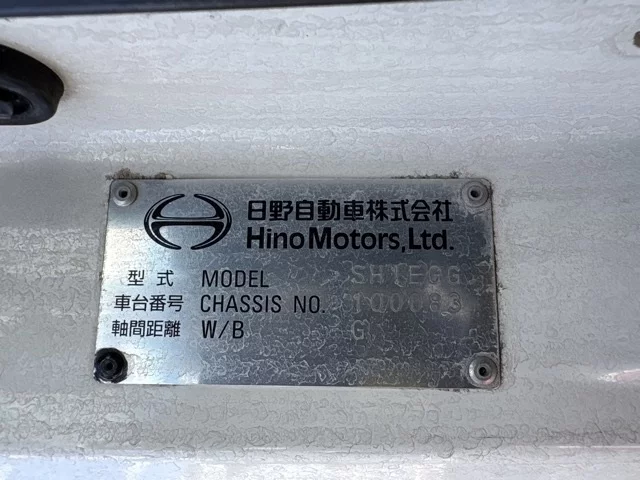 日野自動車株式会社
Hino Motors, Ltd.
型式 MODEL SH1EGG
車台番号 CHASSIS NO.
軸間距離 W/B G